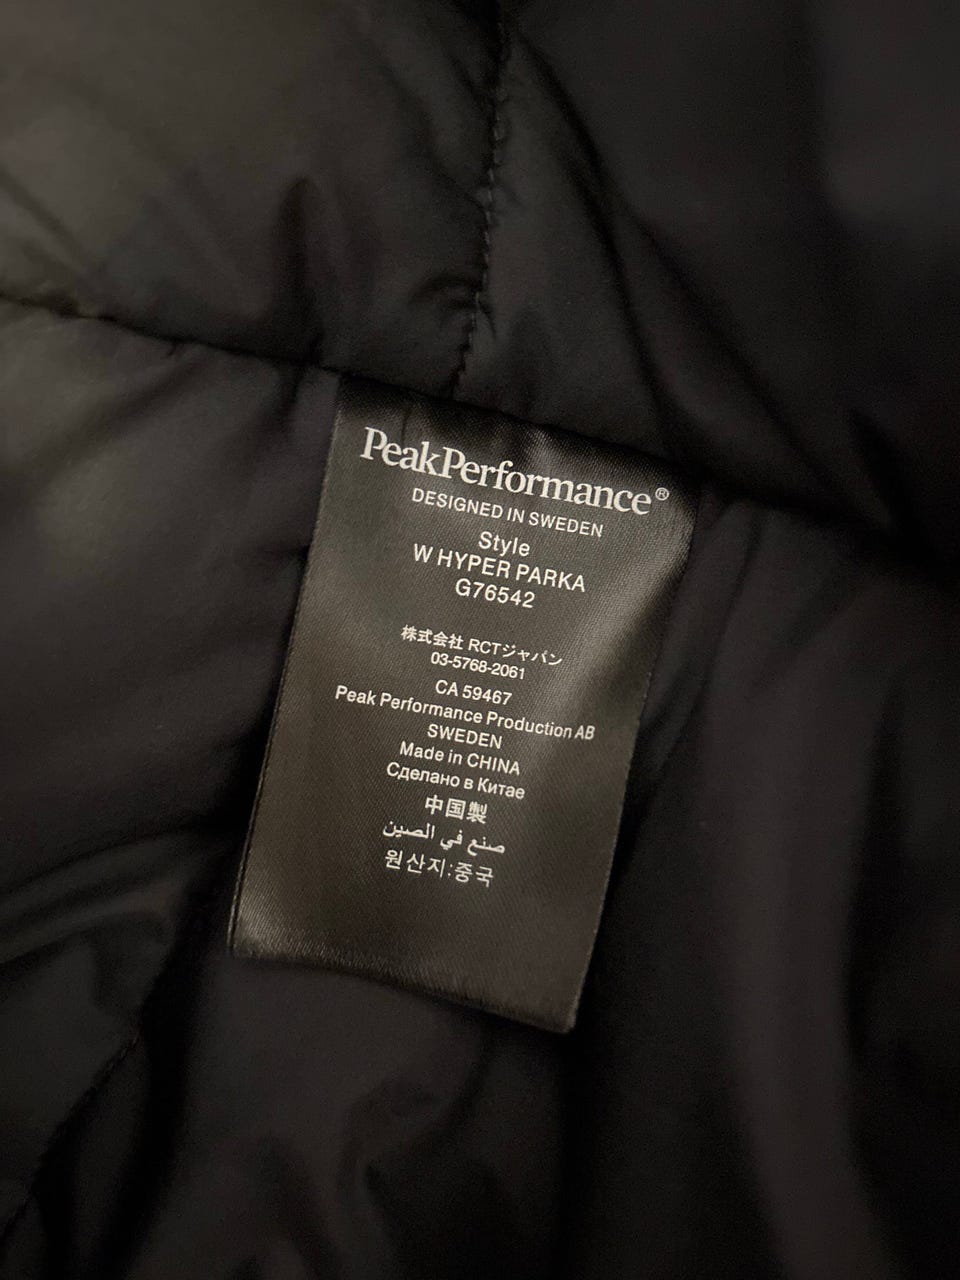 PeakPerformance®
DESIGNED IN SWEDEN
Style
W HYPER PARKA
G76542
株式会社 RCTジャパン
03-5768-2061
CA 59467
Peak Performance Production AB
SWEDEN
Made in CHINA
Сделано в Китае
中国製
صنع في الصين
원산지:중국